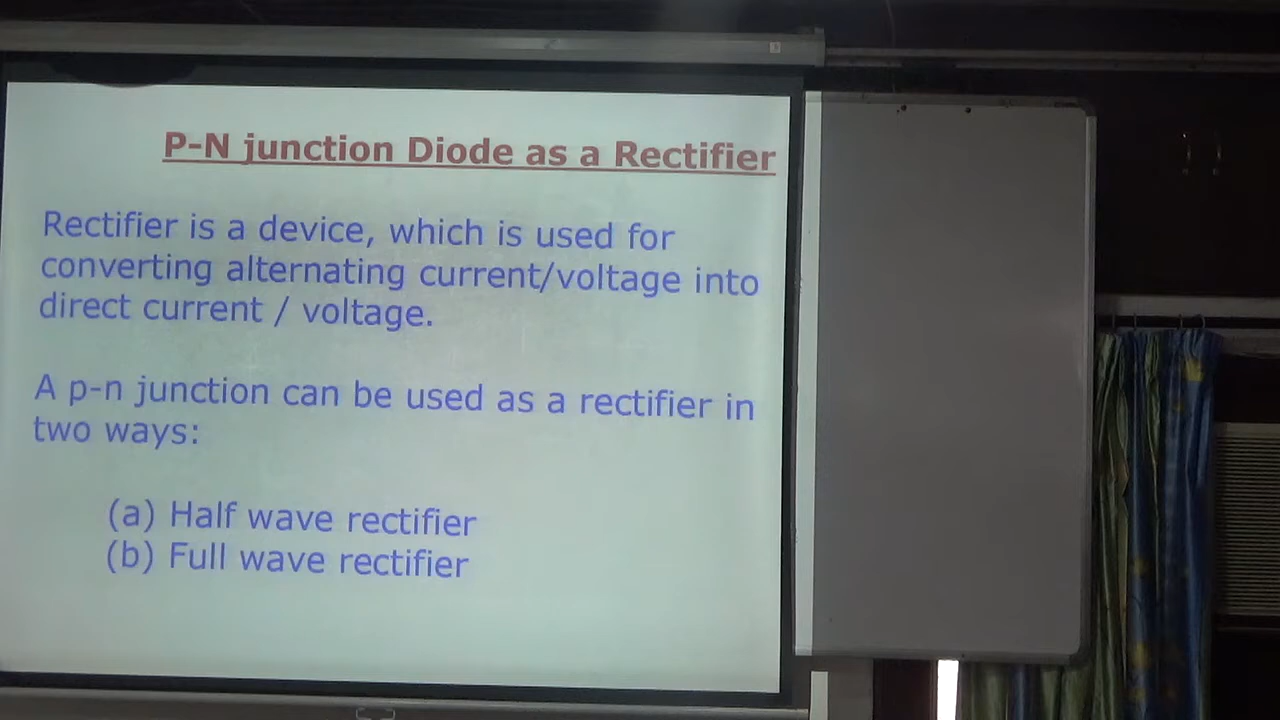 P-N junction Diode as a Rectifier
Rectifier is a device, which is used for
converting alternating current/voltage into
direct current / voltage.
A p-n junction can be used as a rectifier in
two ways:
(a) Half wave rectifier
(b) Full wave rectifier